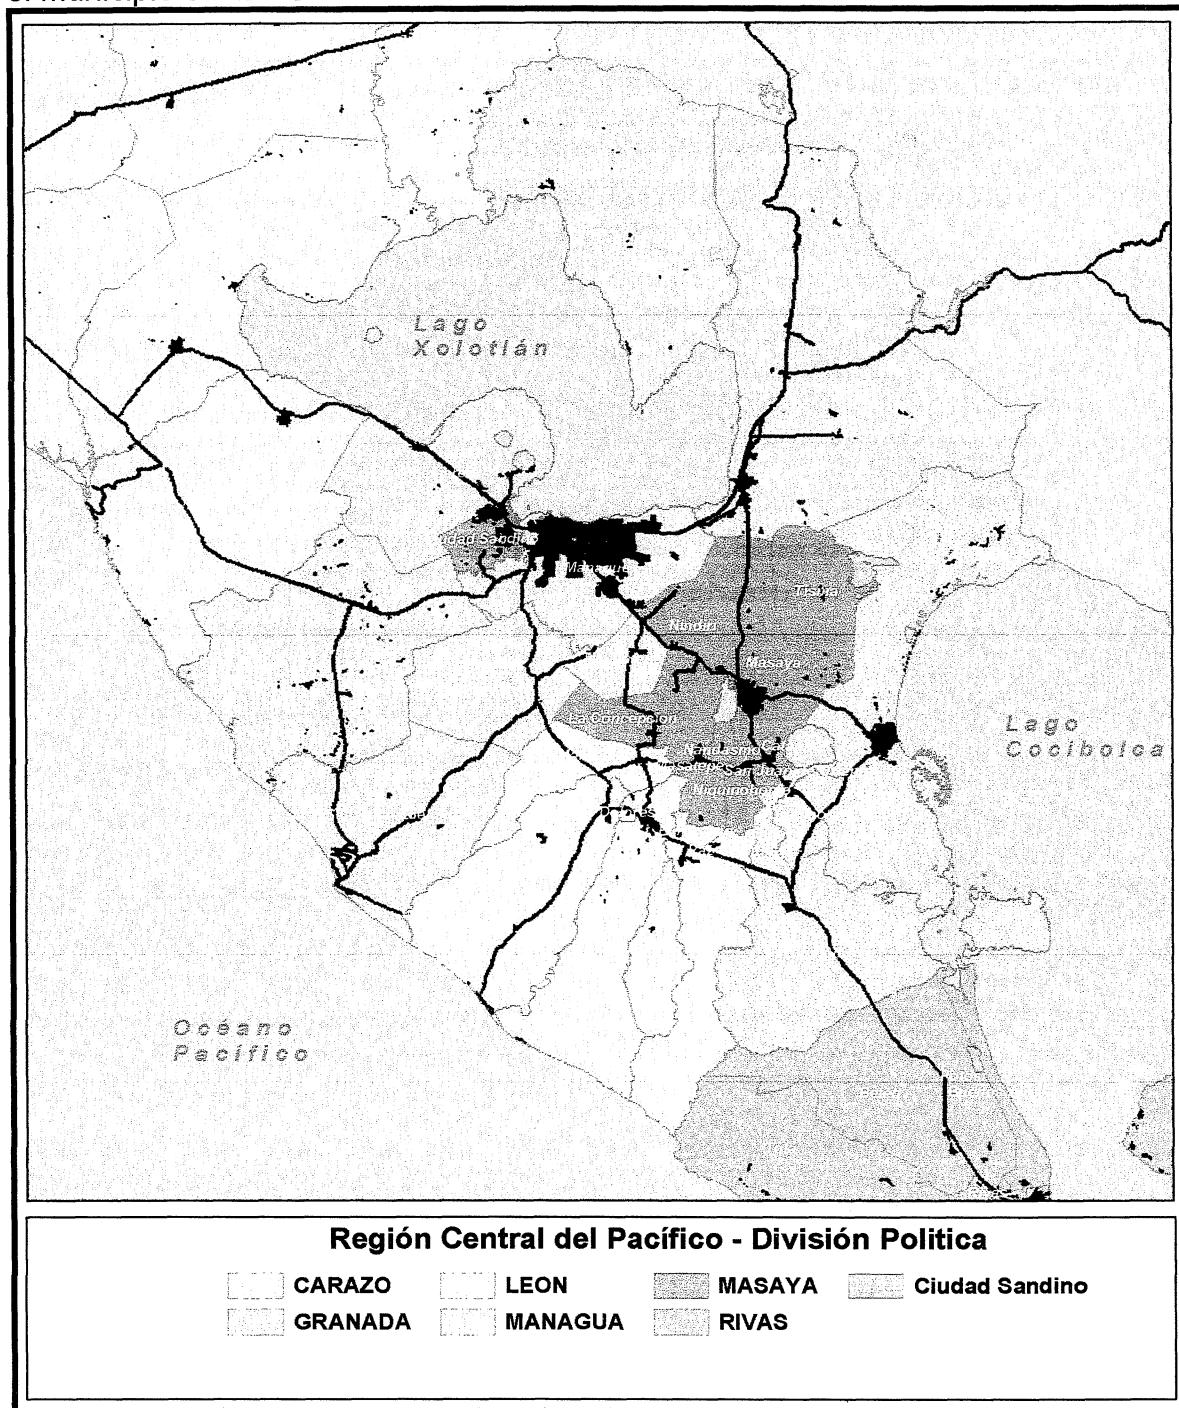 Lago
Xolotlán
Managua
Tisma
Nindirí
Masaya
La Concepción
Lago
Cocibolca
Niquinohomo
Océano
Pacífico
Región Central del Pacífico - División Politica
CARAZO
LEON
MASAYA
Ciudad Sandino
GRANADA
MANAGUA
RIVAS